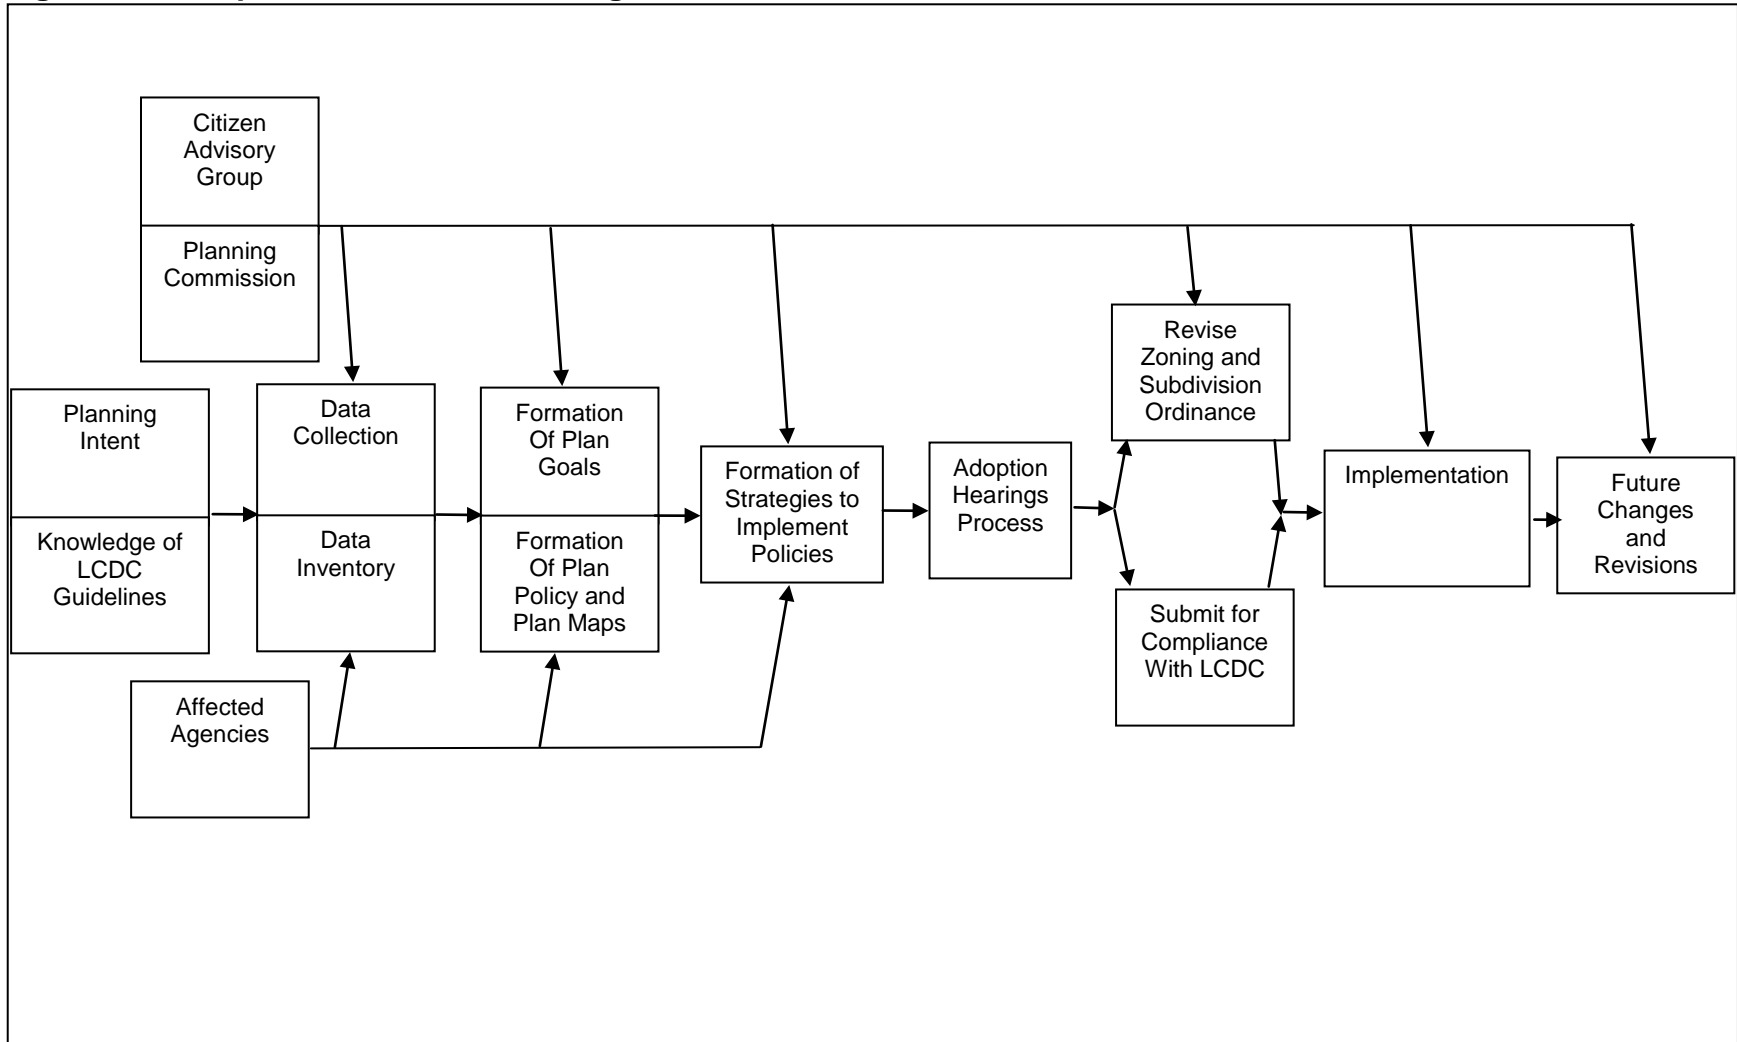 Citizen
Advisory
Group
Planning
Commission
Planning
Intent
Knowledge of
LCDC
Guidelines
Data
Collection
Data
Inventory
Formation
Of Plan
Goals
Formation
Of Plan
Policy and
Plan Maps
Affected
Agencies
Formation of
Strategies to
Implement
Policies
Adoption
Hearings
Process
Revise
Zoning and
Subdivision
Ordinance
Submit for
Compliance
With LCDC
Implementation
Future
Changes
and
Revisions